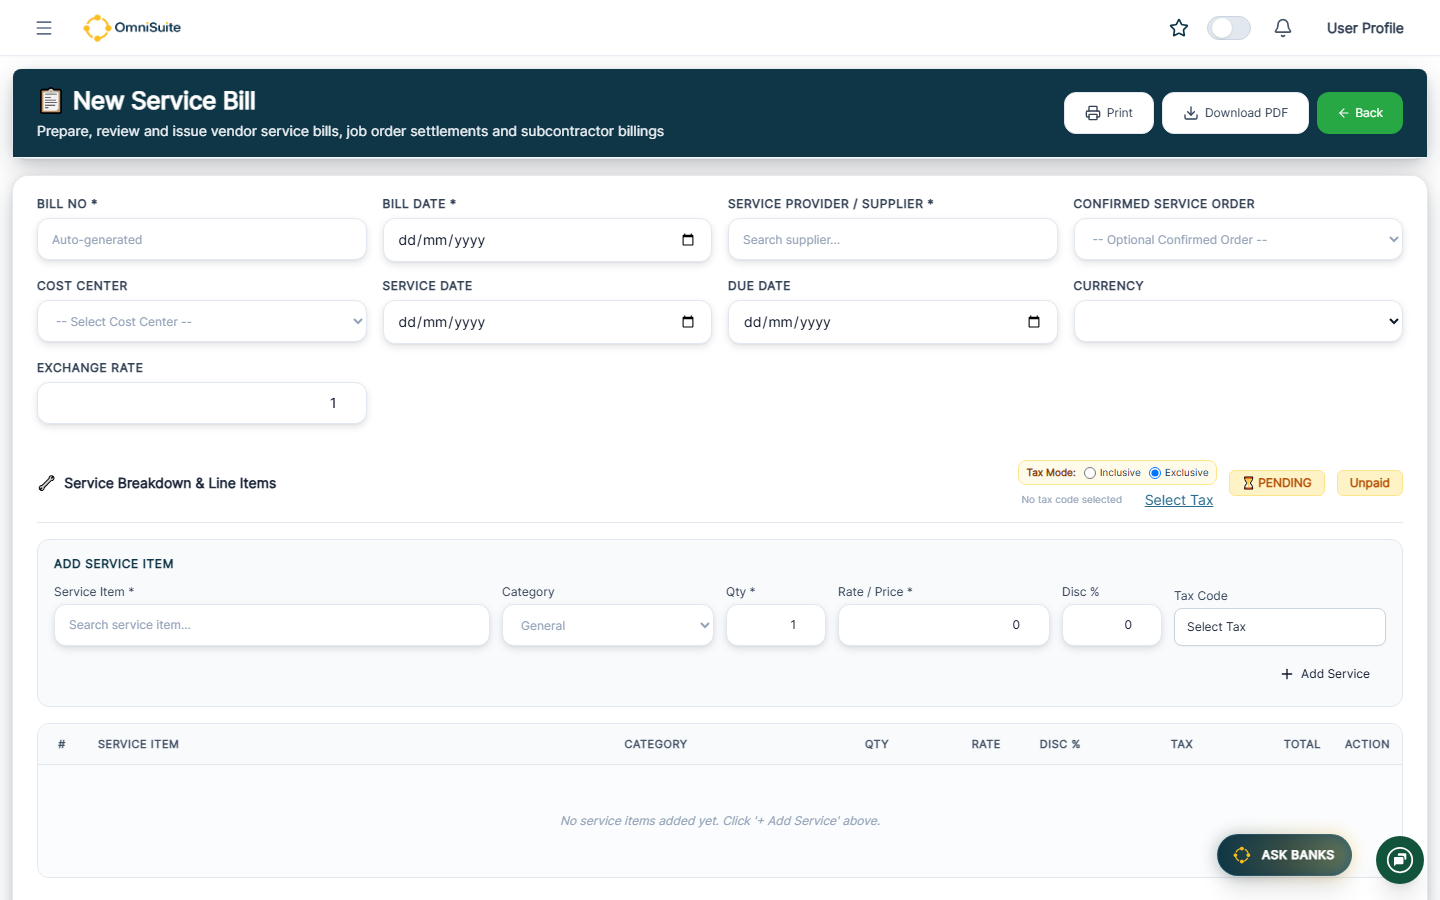 OmniSuite
User Profile
New Service Bill
Prepare, review and issue vendor service bills, job order settlements and subcontractor billings
Print
Download PDF
← Back
BILL NO *
BILL DATE *
SERVICE PROVIDER / SUPPLIER *
CONFIRMED SERVICE ORDER
Auto-generated
dd/mm/yyyy
Search supplier...
-- Optional Confirmed Order --
COST CENTER
SERVICE DATE
DUE DATE
CURRENCY
-- Select Cost Center --
dd/mm/yyyy
dd/mm/yyyy
EXCHANGE RATE
1
Service Breakdown & Line Items
Tax Mode: Inclusive Exclusive
No tax code selected
Select Tax
PENDING
Unpaid
ADD SERVICE ITEM
Service Item *
Category
Qty *
Rate / Price *
Disc %
Tax Code
Search service item...
General
1
0
0
Select Tax
+ Add Service
# SERVICE ITEM CATEGORY QTY RATE DISC % TAX TOTAL ACTION
No service items added yet. Click '+ Add Service' above.
ASK BANKS